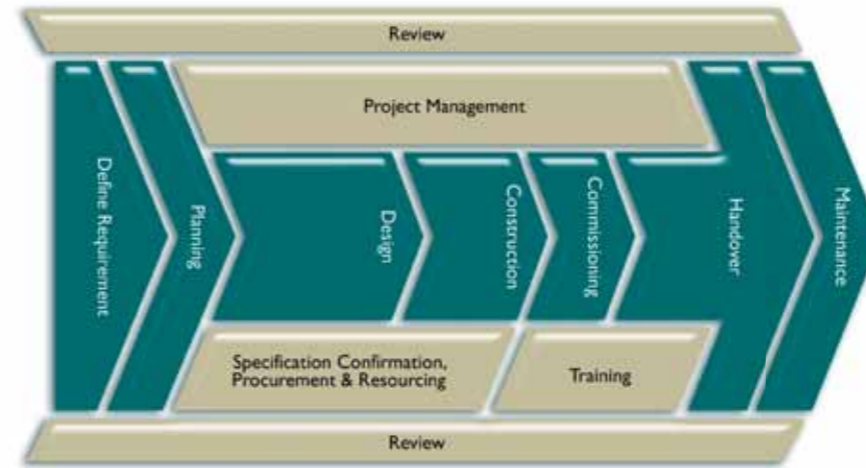 Review
Project Management
Define Requirement
Planning
Design
Construction
Commissioning
Handover
Maintenance
Specification Confirmation,
Procurement & Resourcing
Training
Review